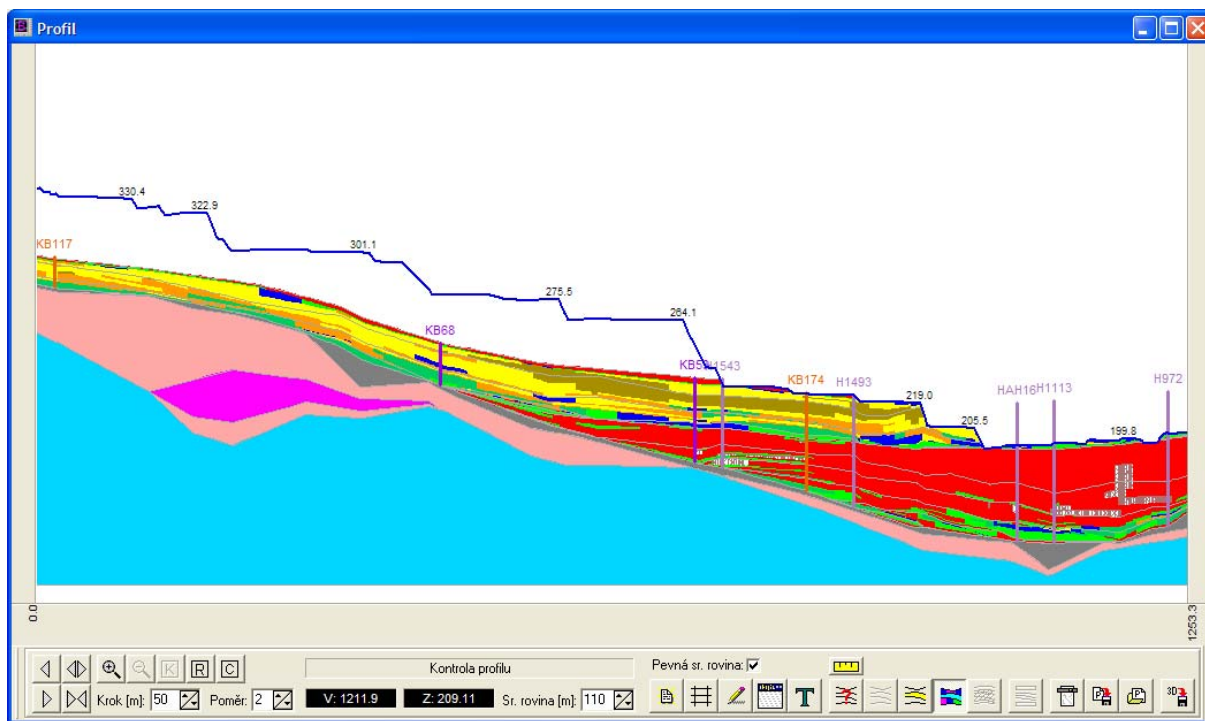 Profil
330.4
322.9
KB117
301.1
275.5
264.1
KB68
H1543
KB174
H1493
219.0
205.5
HAH16
H1113
H972
199.8
0.0
1253.3
K R C
Kontrola profilu
Pevná sr. rovina:
Krok [m]: 50
Poměr: 2
V: 1211.9
Z: 209.11
Sr. rovina [m]: 110
T
P
P
3D